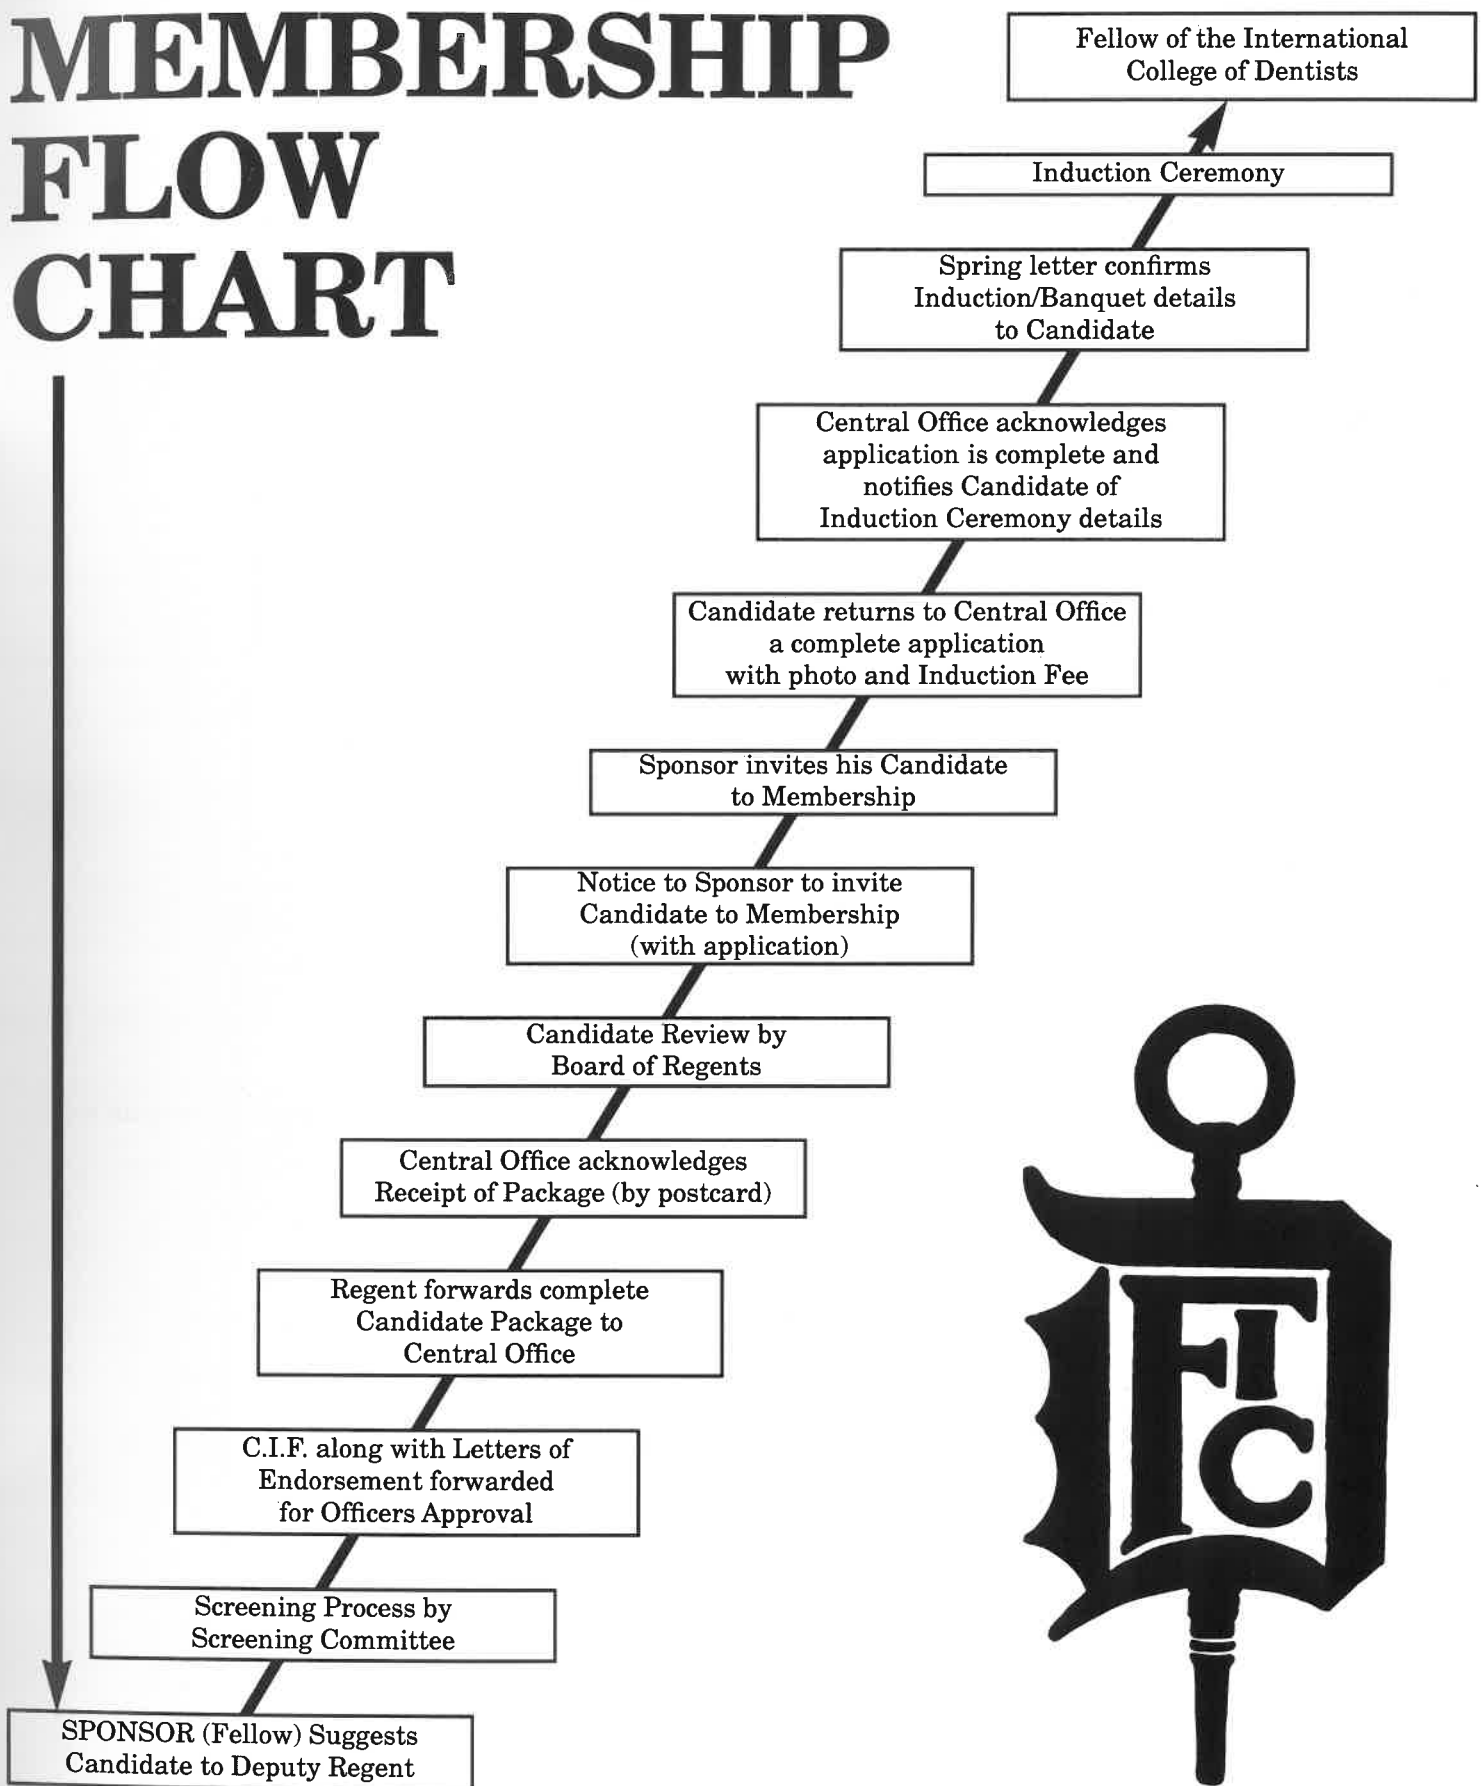 MEMBERSHIP
FLOW
CHART
Fellow of the International
College of Dentists
Induction Ceremony
Spring letter confirms
Induction/Banquet details
to Candidate
Central Office acknowledges
application is complete and
notifies Candidate of
Induction Ceremony details
Candidate returns to Central Office
a complete application
with photo and Induction Fee
Sponsor invites his Candidate
to Membership
Notice to Sponsor to invite
Candidate to Membership
(with application)
Candidate Review by
Board of Regents
Central Office acknowledges
Receipt of Package (by postcard)
Regent forwards complete
Candidate Package to
Central Office
C.I.F. along with Letters of
Endorsement forwarded
for Officers Approval
Screening Process by
Screening Committee
SPONSOR (Fellow) Suggests
Candidate to Deputy Regent
D
F I
C